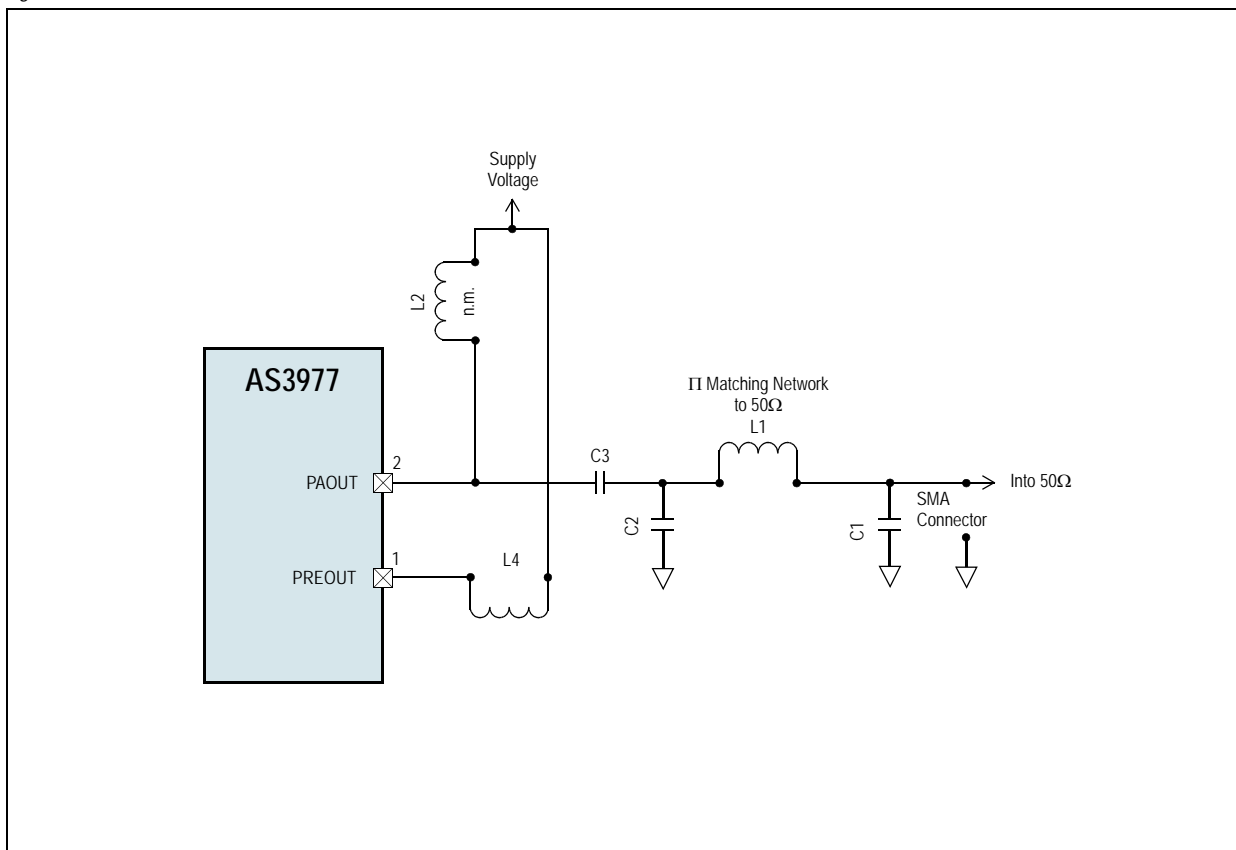 Supply
Voltage
L2
n.m.
AS3977
Π Matching Network
to 50Ω
L1
C3
2
PAOUT
Into 50Ω
SMA
Connector
C2
C1
1
L4
PREOUT